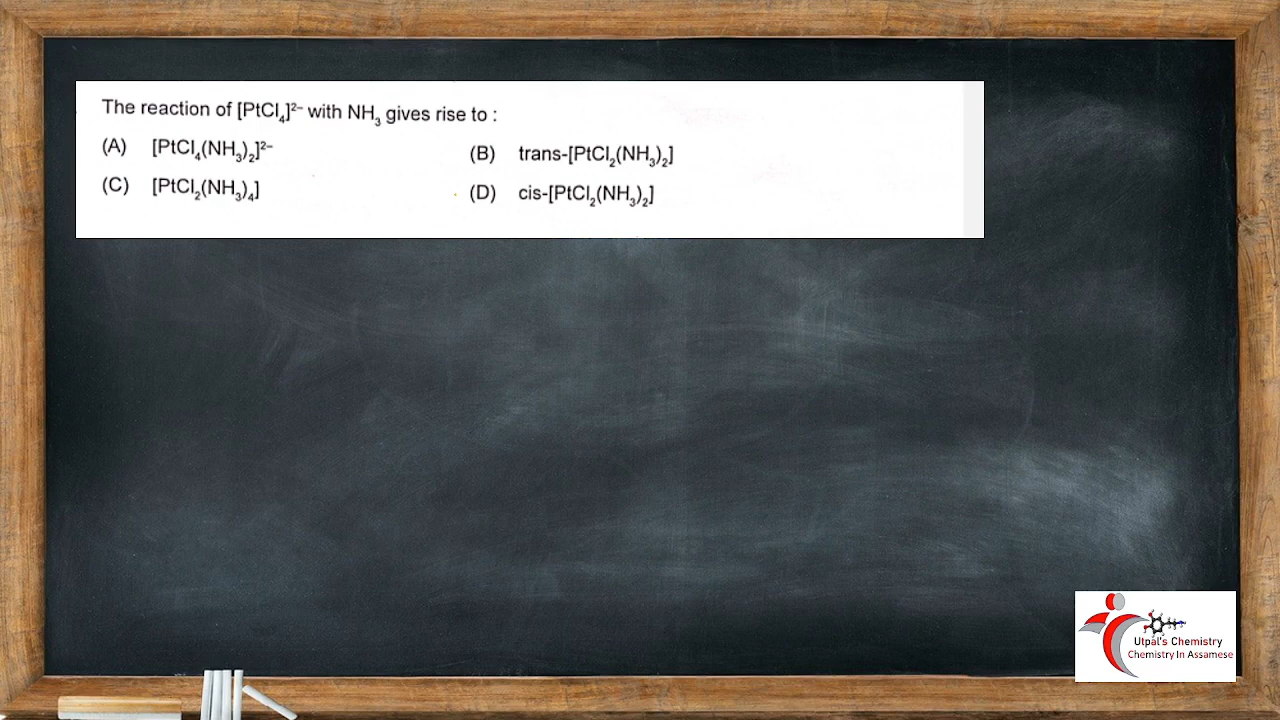 The reaction of [PtCl₄]²⁻ with NH₃ gives rise to :
(A) [PtCl₄(NH₃)₂]²⁻ (B) trans-[PtCl₂(NH₃)₂]
(C) [PtCl₂(NH₃)₄] (D) cis-[PtCl₂(NH₃)₂]
Utpal's Chemistry
Chemistry In Assamese